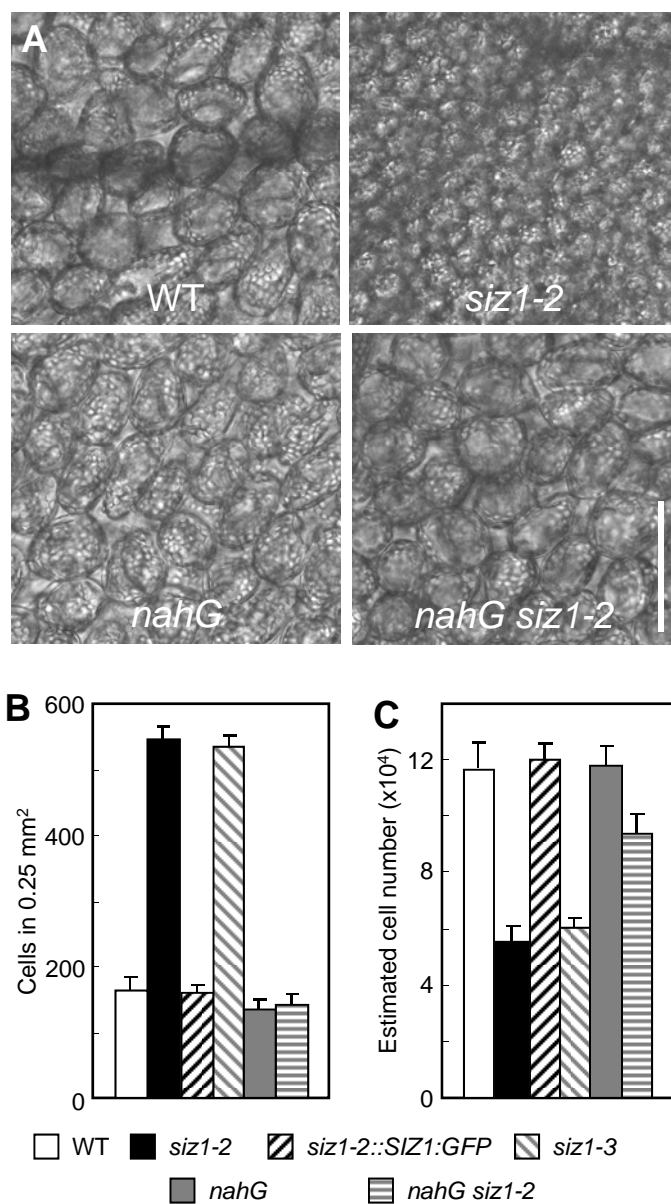 A
WT
siz1-2
nahG
nahG siz1-2
B
600
400
200
0
Cells in 0.25 mm²
C
12
8
4
0
Estimated cell number (x10⁴)
WT siz1-2 siz1-2::SIZ1:GFP siz1-3
nahG nahG siz1-2